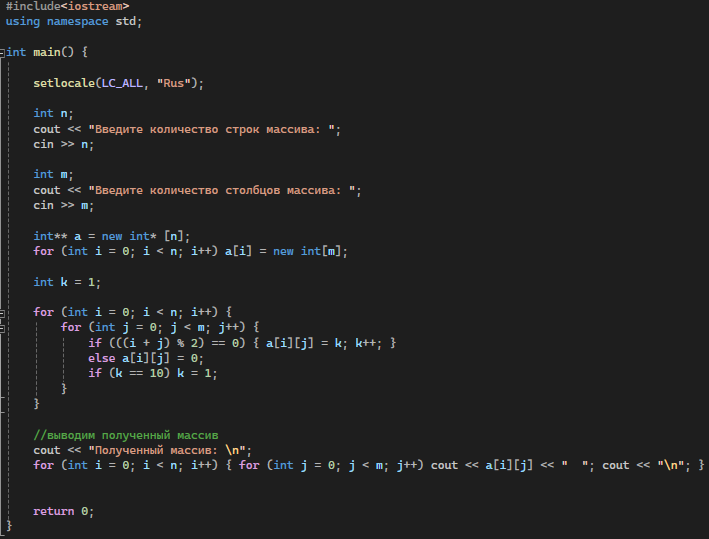 #include<iostream>
using namespace std;
int main() {
setlocale(LC_ALL, "Rus");
int n;
cout << "Введите количество строк массива: ";
cin >> n;
int m;
cout << "Введите количество столбцов массива: ";
cin >> m;
int** a = new int* [n];
for (int i = 0; i < n; i++) a[i] = new int[m];
int k = 1;
for (int i = 0; i < n; i++) {
for (int j = 0; j < m; j++) {
if (((i + j) % 2) == 0) { a[i][j] = k; k++; }
else a[i][j] = 0;
if (k == 10) k = 1;
}
}
//выводим полученный массив
cout << "Полученный массив: \n";
for (int i = 0; i < n; i++) { for (int j = 0; j < m; j++) cout << a[i][j] << "  "; cout << "\n"; }
return 0;
}